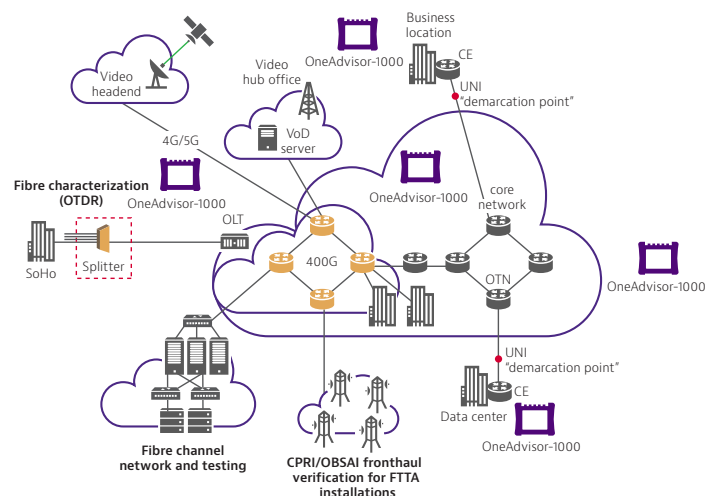 Business
location
CE
OneAdvisor-1000
UNI
"demarcation point"
Video
headend
Video
hub office
VoD
server
4G/5G
Fibre characterization
(OTDR)
OneAdvisor-1000
OneAdvisor-1000
core
network
OLT
SoHo
Splitter
400G
OTN
OneAdvisor-1000
UNI
"demarcation point"
CE
Data center
OneAdvisor-1000
Fibre channel
network and testing
CPRI/OBSAI fronthaul
verification for FTTA
installations